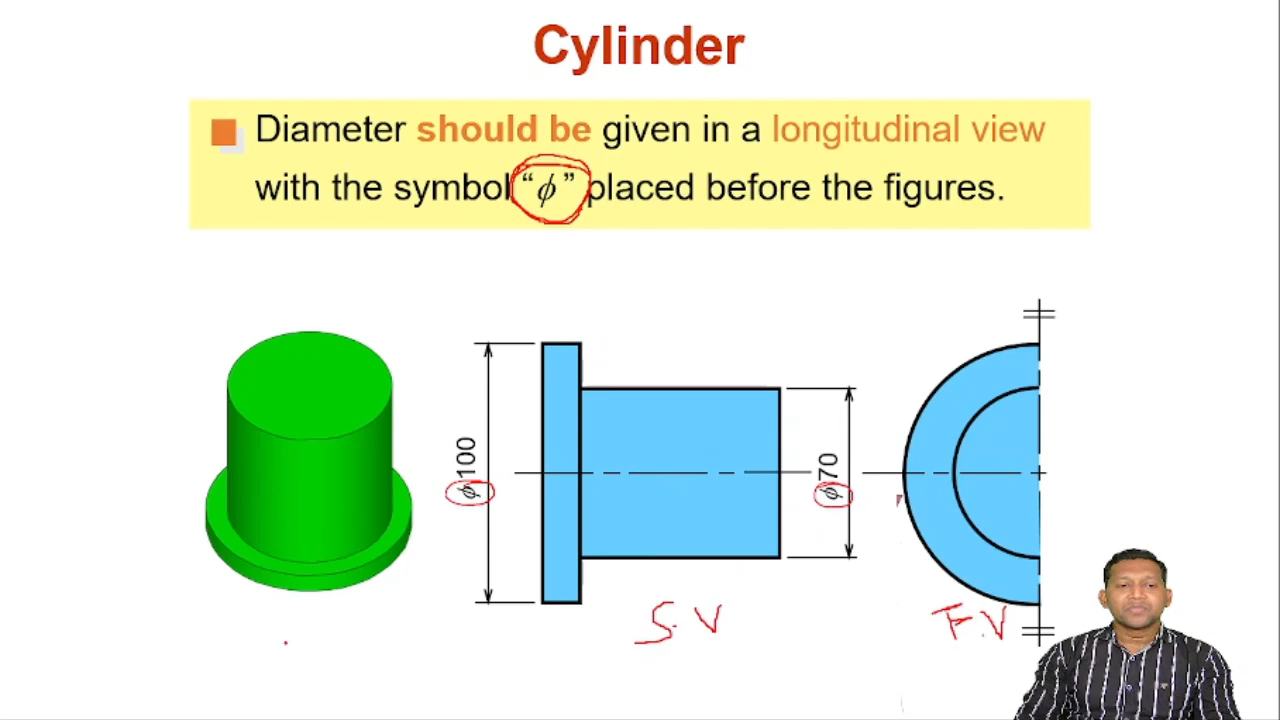 Cylinder
Diameter should be given in a longitudinal view
with the symbol “ϕ” placed before the figures.
ϕ100
ϕ70
S.V
F.V